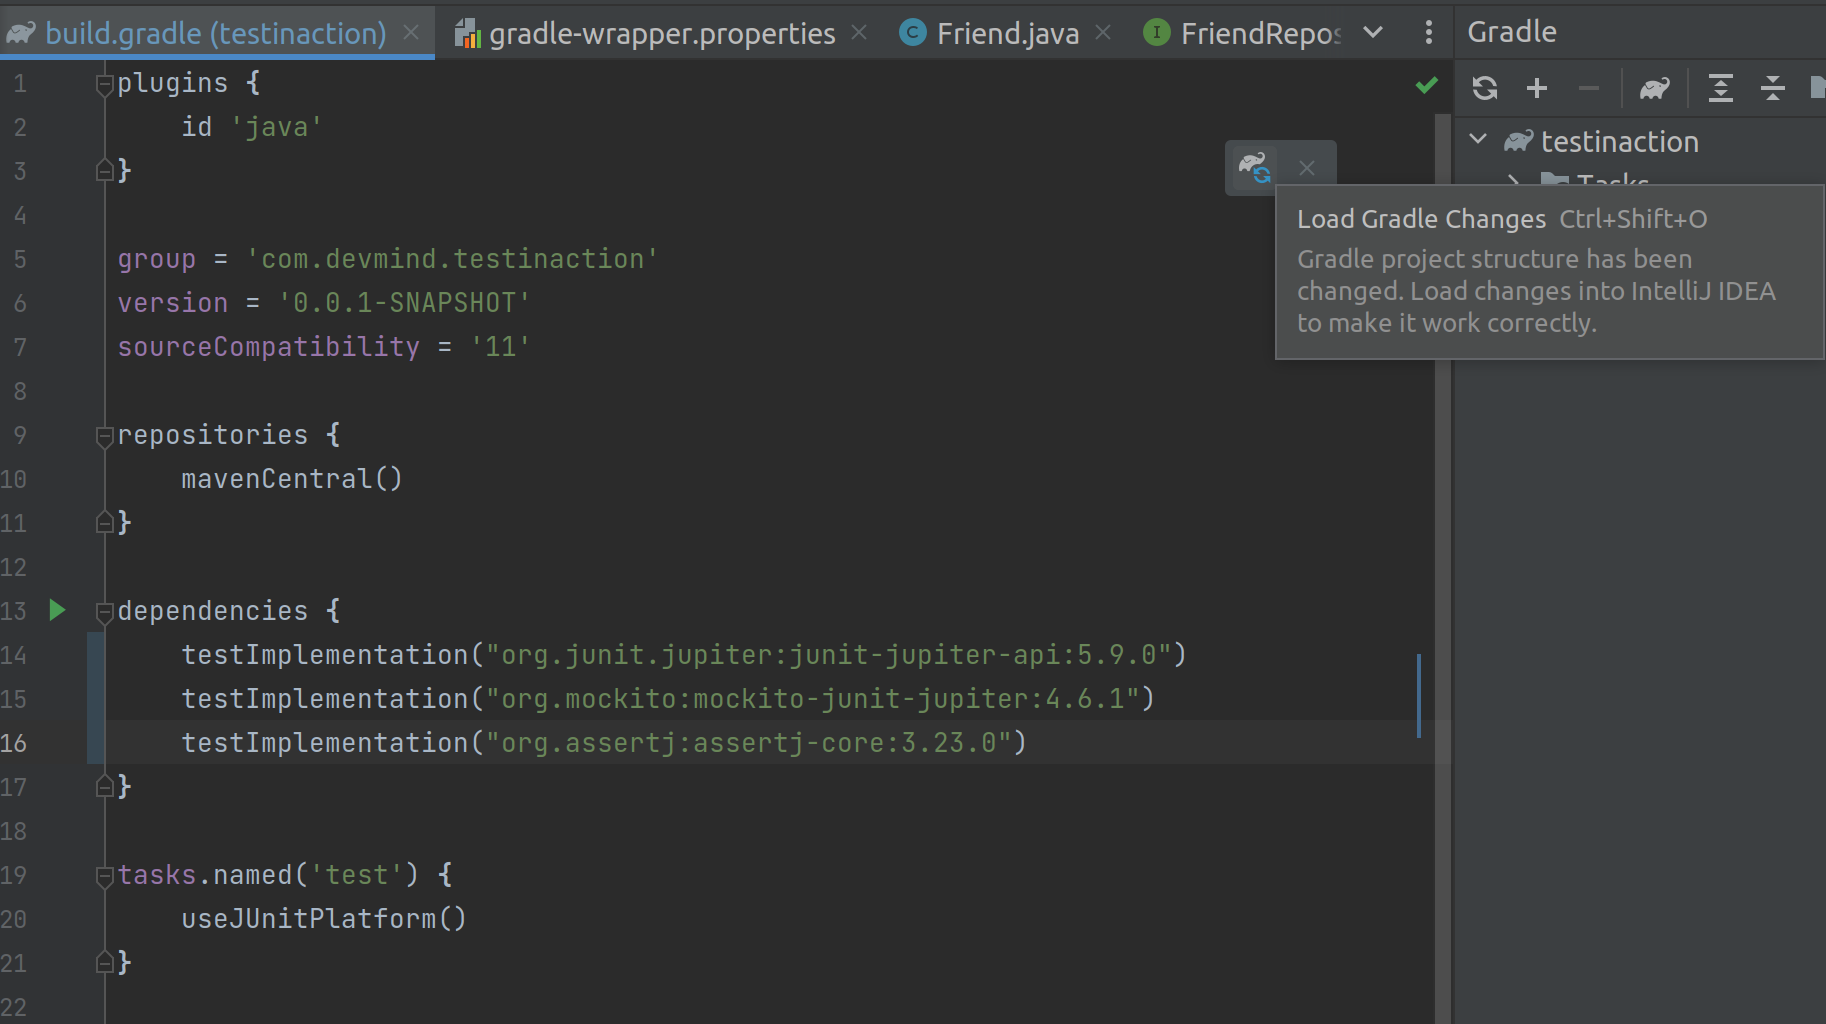 build.gradle (testinaction)
gradle-wrapper.properties
Friend.java
FriendRepos
Gradle
1 plugins {
2 id 'java'
3 }
4
5 group = 'com.devmind.testinaction'
6 version = '0.0.1-SNAPSHOT'
7 sourceCompatibility = '11'
8
9 repositories {
10 mavenCentral()
11 }
12
13 dependencies {
14 testImplementation("org.junit.jupiter:junit-jupiter-api:5.9.0")
15 testImplementation("org.mockito:mockito-junit-jupiter:4.6.1")
16 testImplementation("org.assertj:assertj-core:3.23.0")
17 }
18
19 tasks.named('test') {
20 useJUnitPlatform()
21 }
22
testinaction
Tasks
Load Gradle Changes Ctrl+Shift+O
Gradle project structure has been
changed. Load changes into IntelliJ IDEA
to make it work correctly.